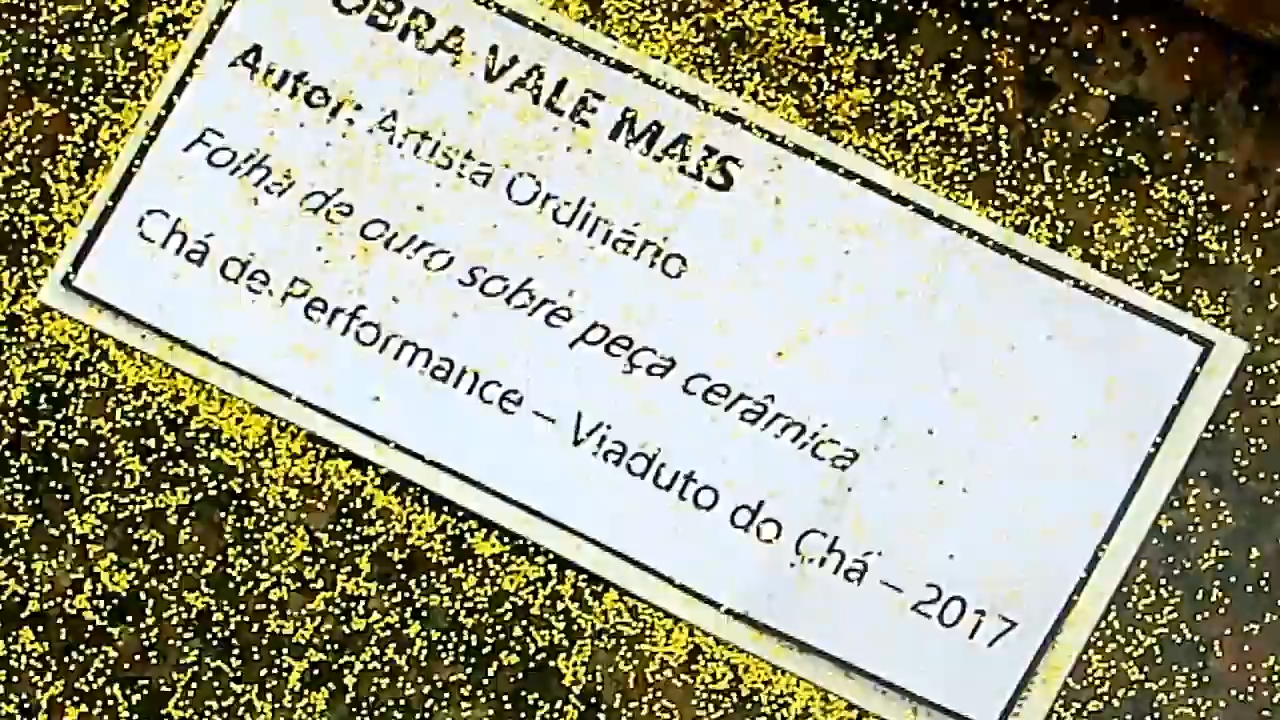 OBRA VALE MAIS
Autor: Artista Ordinário
Folha de ouro sobre peça cerâmica
Chá de Performance – Viaduto do Chá – 2017